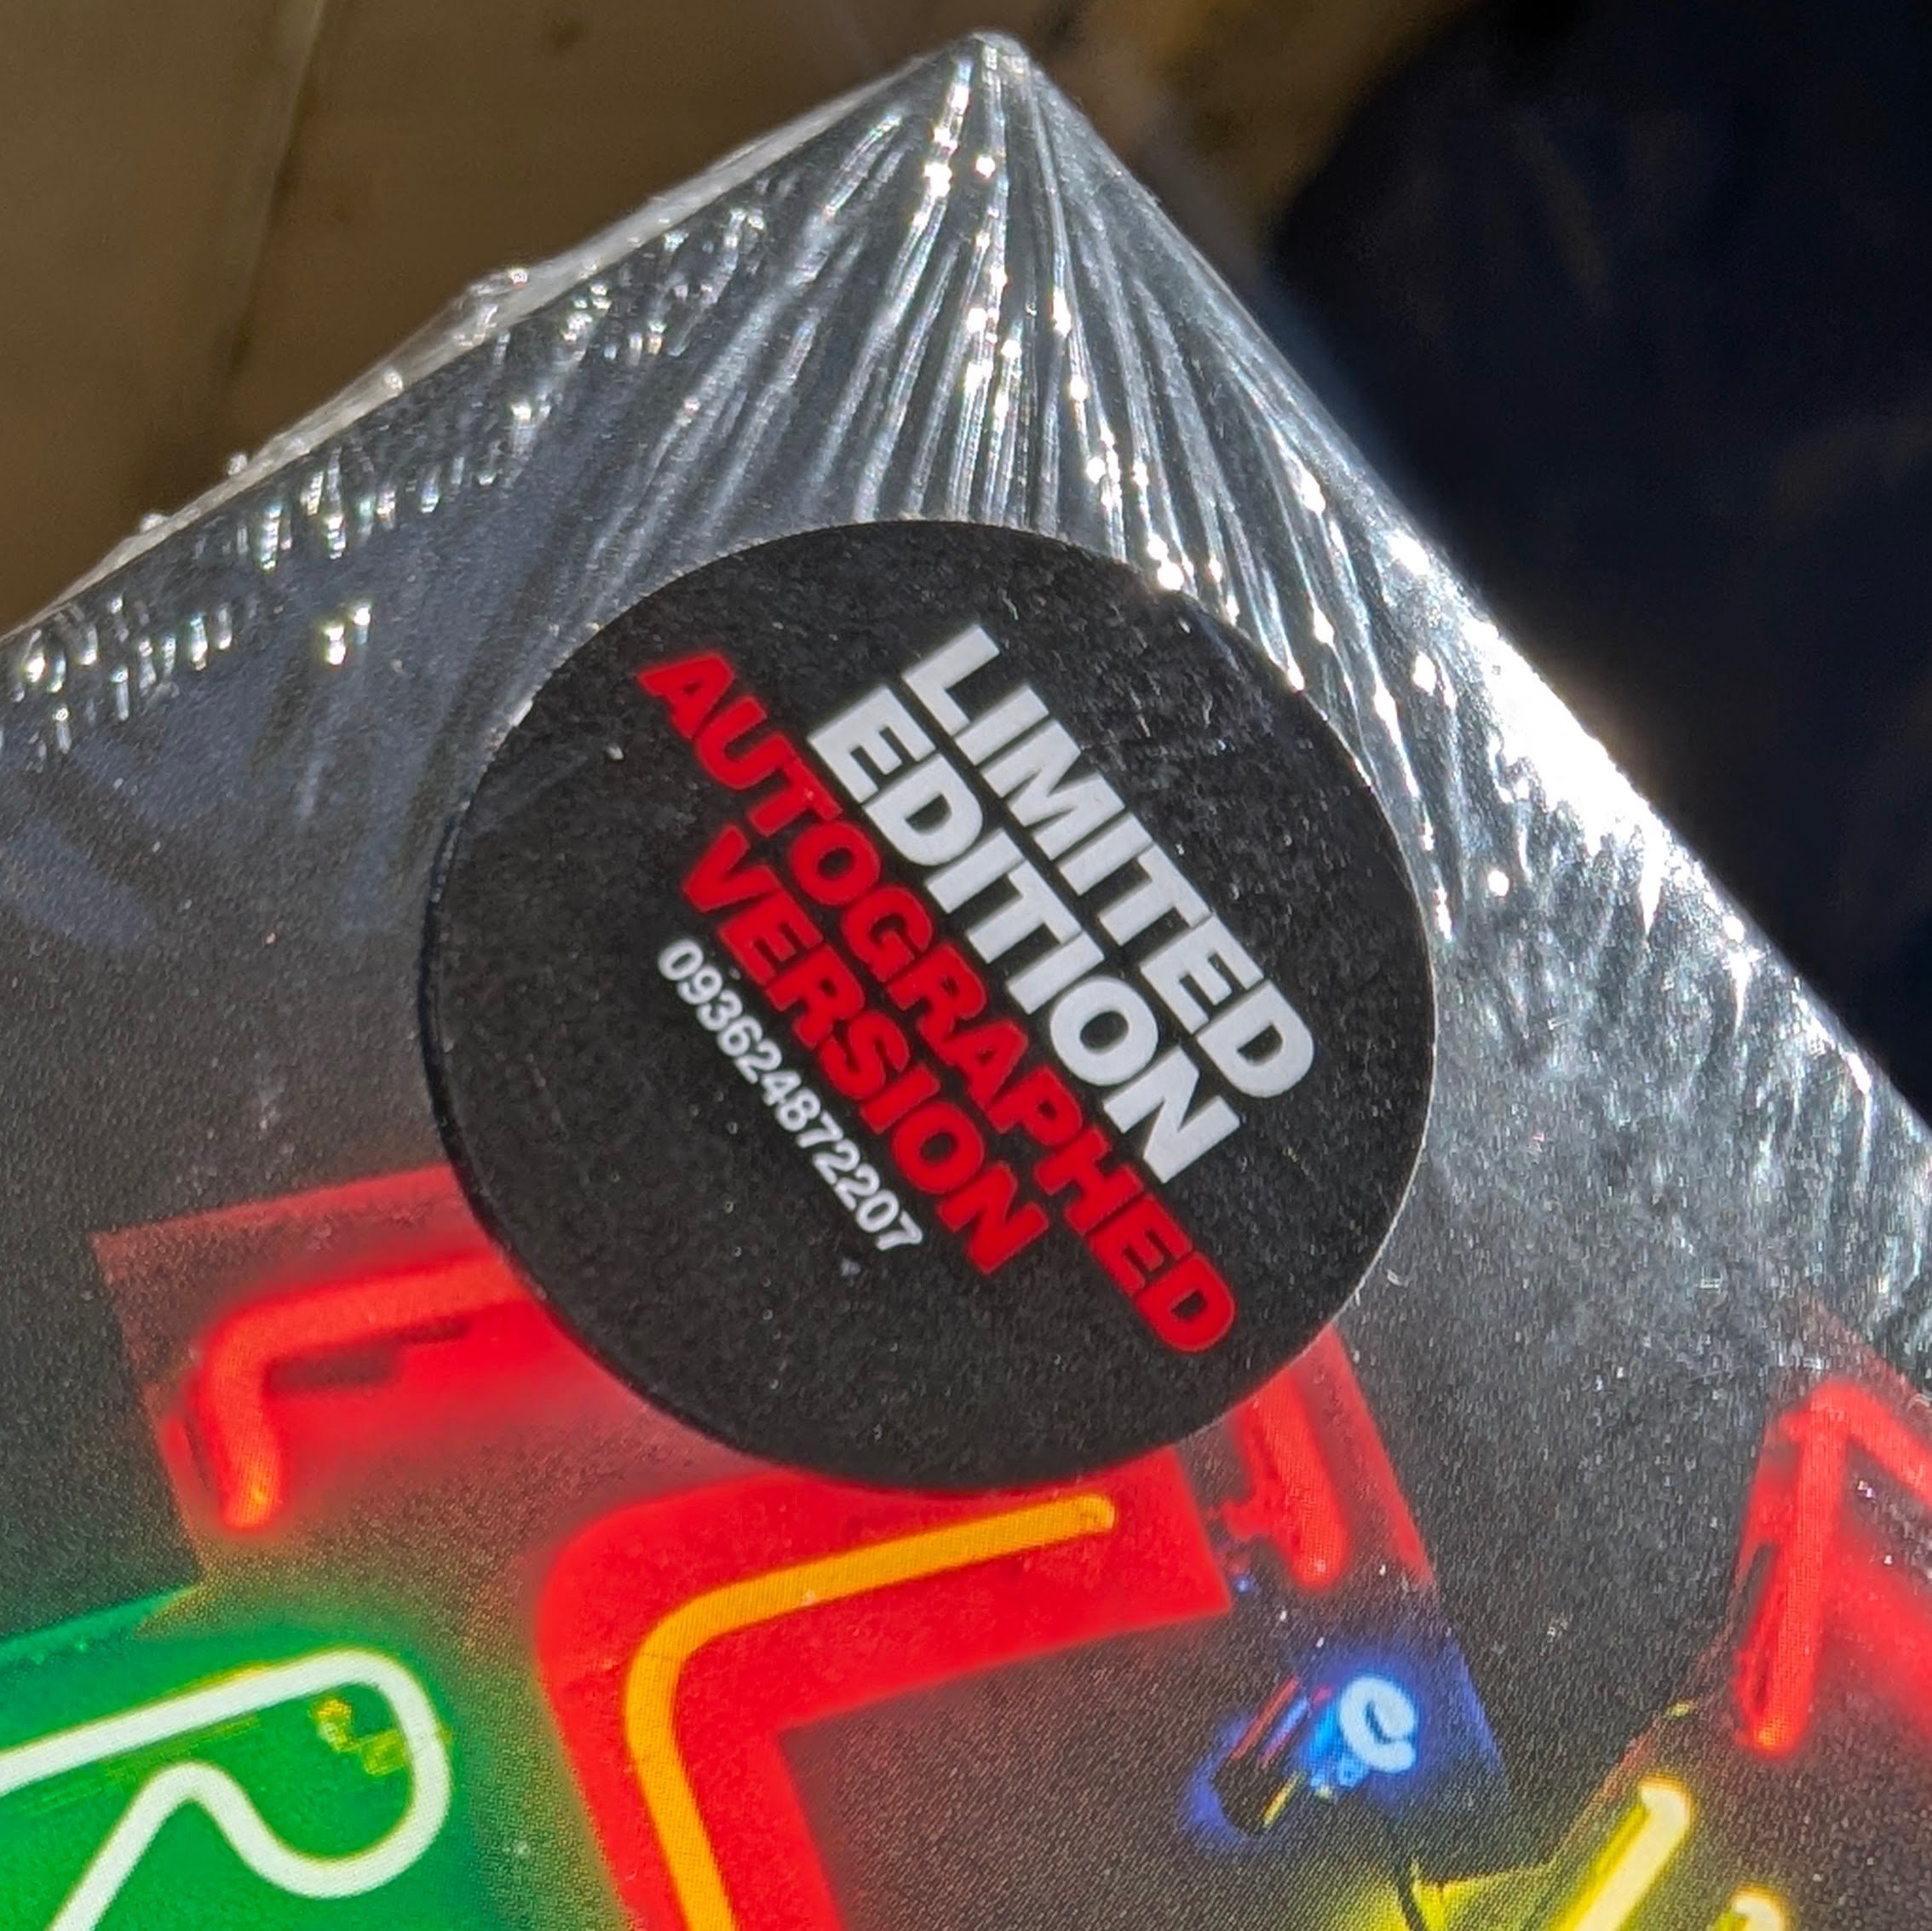 LIMITED
EDITION
AUTOGRAPHED
VERSION
093624872207
R
e